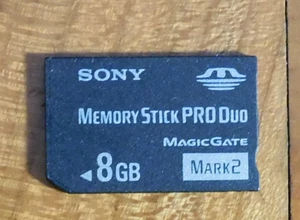 SONY
MEMORY STICK PRO DUO
MAGICGATE
8GB
MARK2